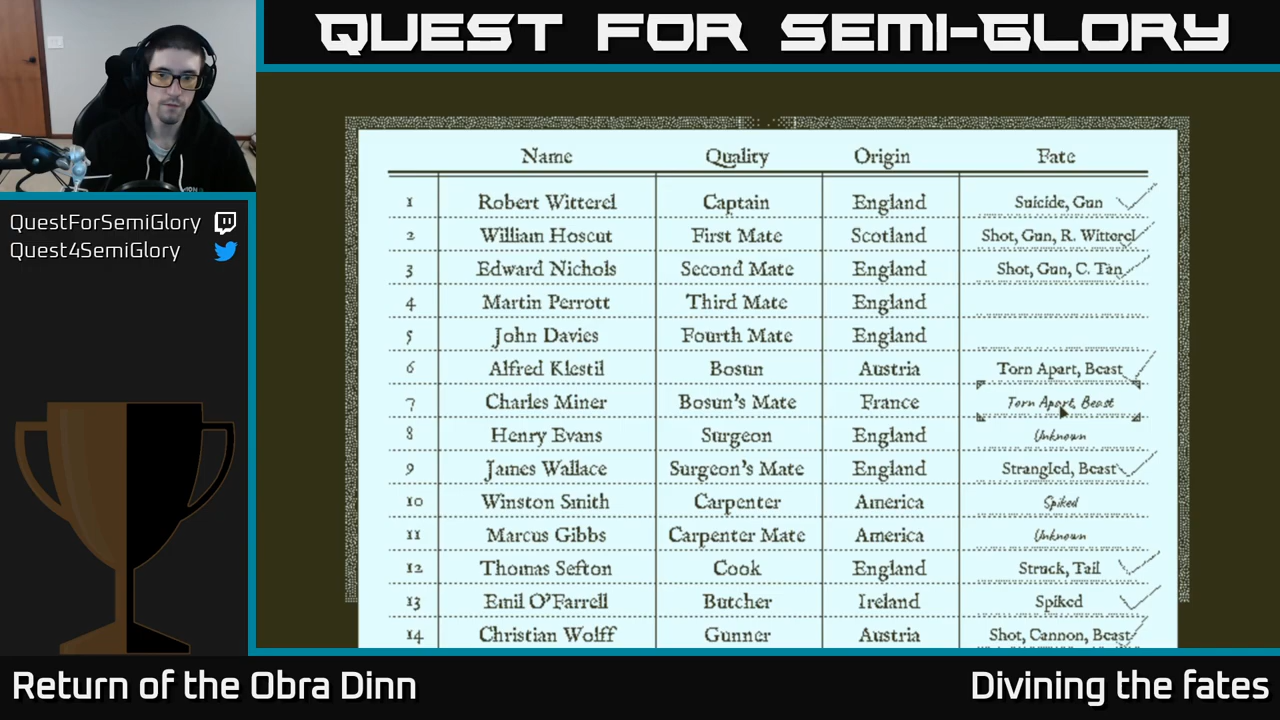 QUEST FOR SEMI-GLORY
QuestForSemiGlory
Quest4SemiGlory
Name Quality Origin Fate
1 Robert Witterel Captain England Suicide, Gun
2 William Hoscut First Mate Scotland Shot, Gun, R. Witterel
3 Edward Nichols Second Mate England Shot, Gun, C. Tan
4 Martin Perrott Third Mate England
5 John Davies Fourth Mate England
6 Alfred Klestil Bosun Austria Torn Apart, Beast
7 Charles Miner Bosun's Mate France Torn Apart, Beast
8 Henry Evans Surgeon England Unknown
9 James Wallace Surgeon's Mate England Strangled, Beast
10 Winston Smith Carpenter America Spiked
11 Marcus Gibbs Carpenter Mate America Unknown
12 Thomas Sefton Cook England Struck, Tail
13 Emil O'Farrell Butcher Ireland Spiked
14 Christian Wolff Gunner Austria Shot, Cannon, Beast
Return of the Obra Dinn
Divining the fates